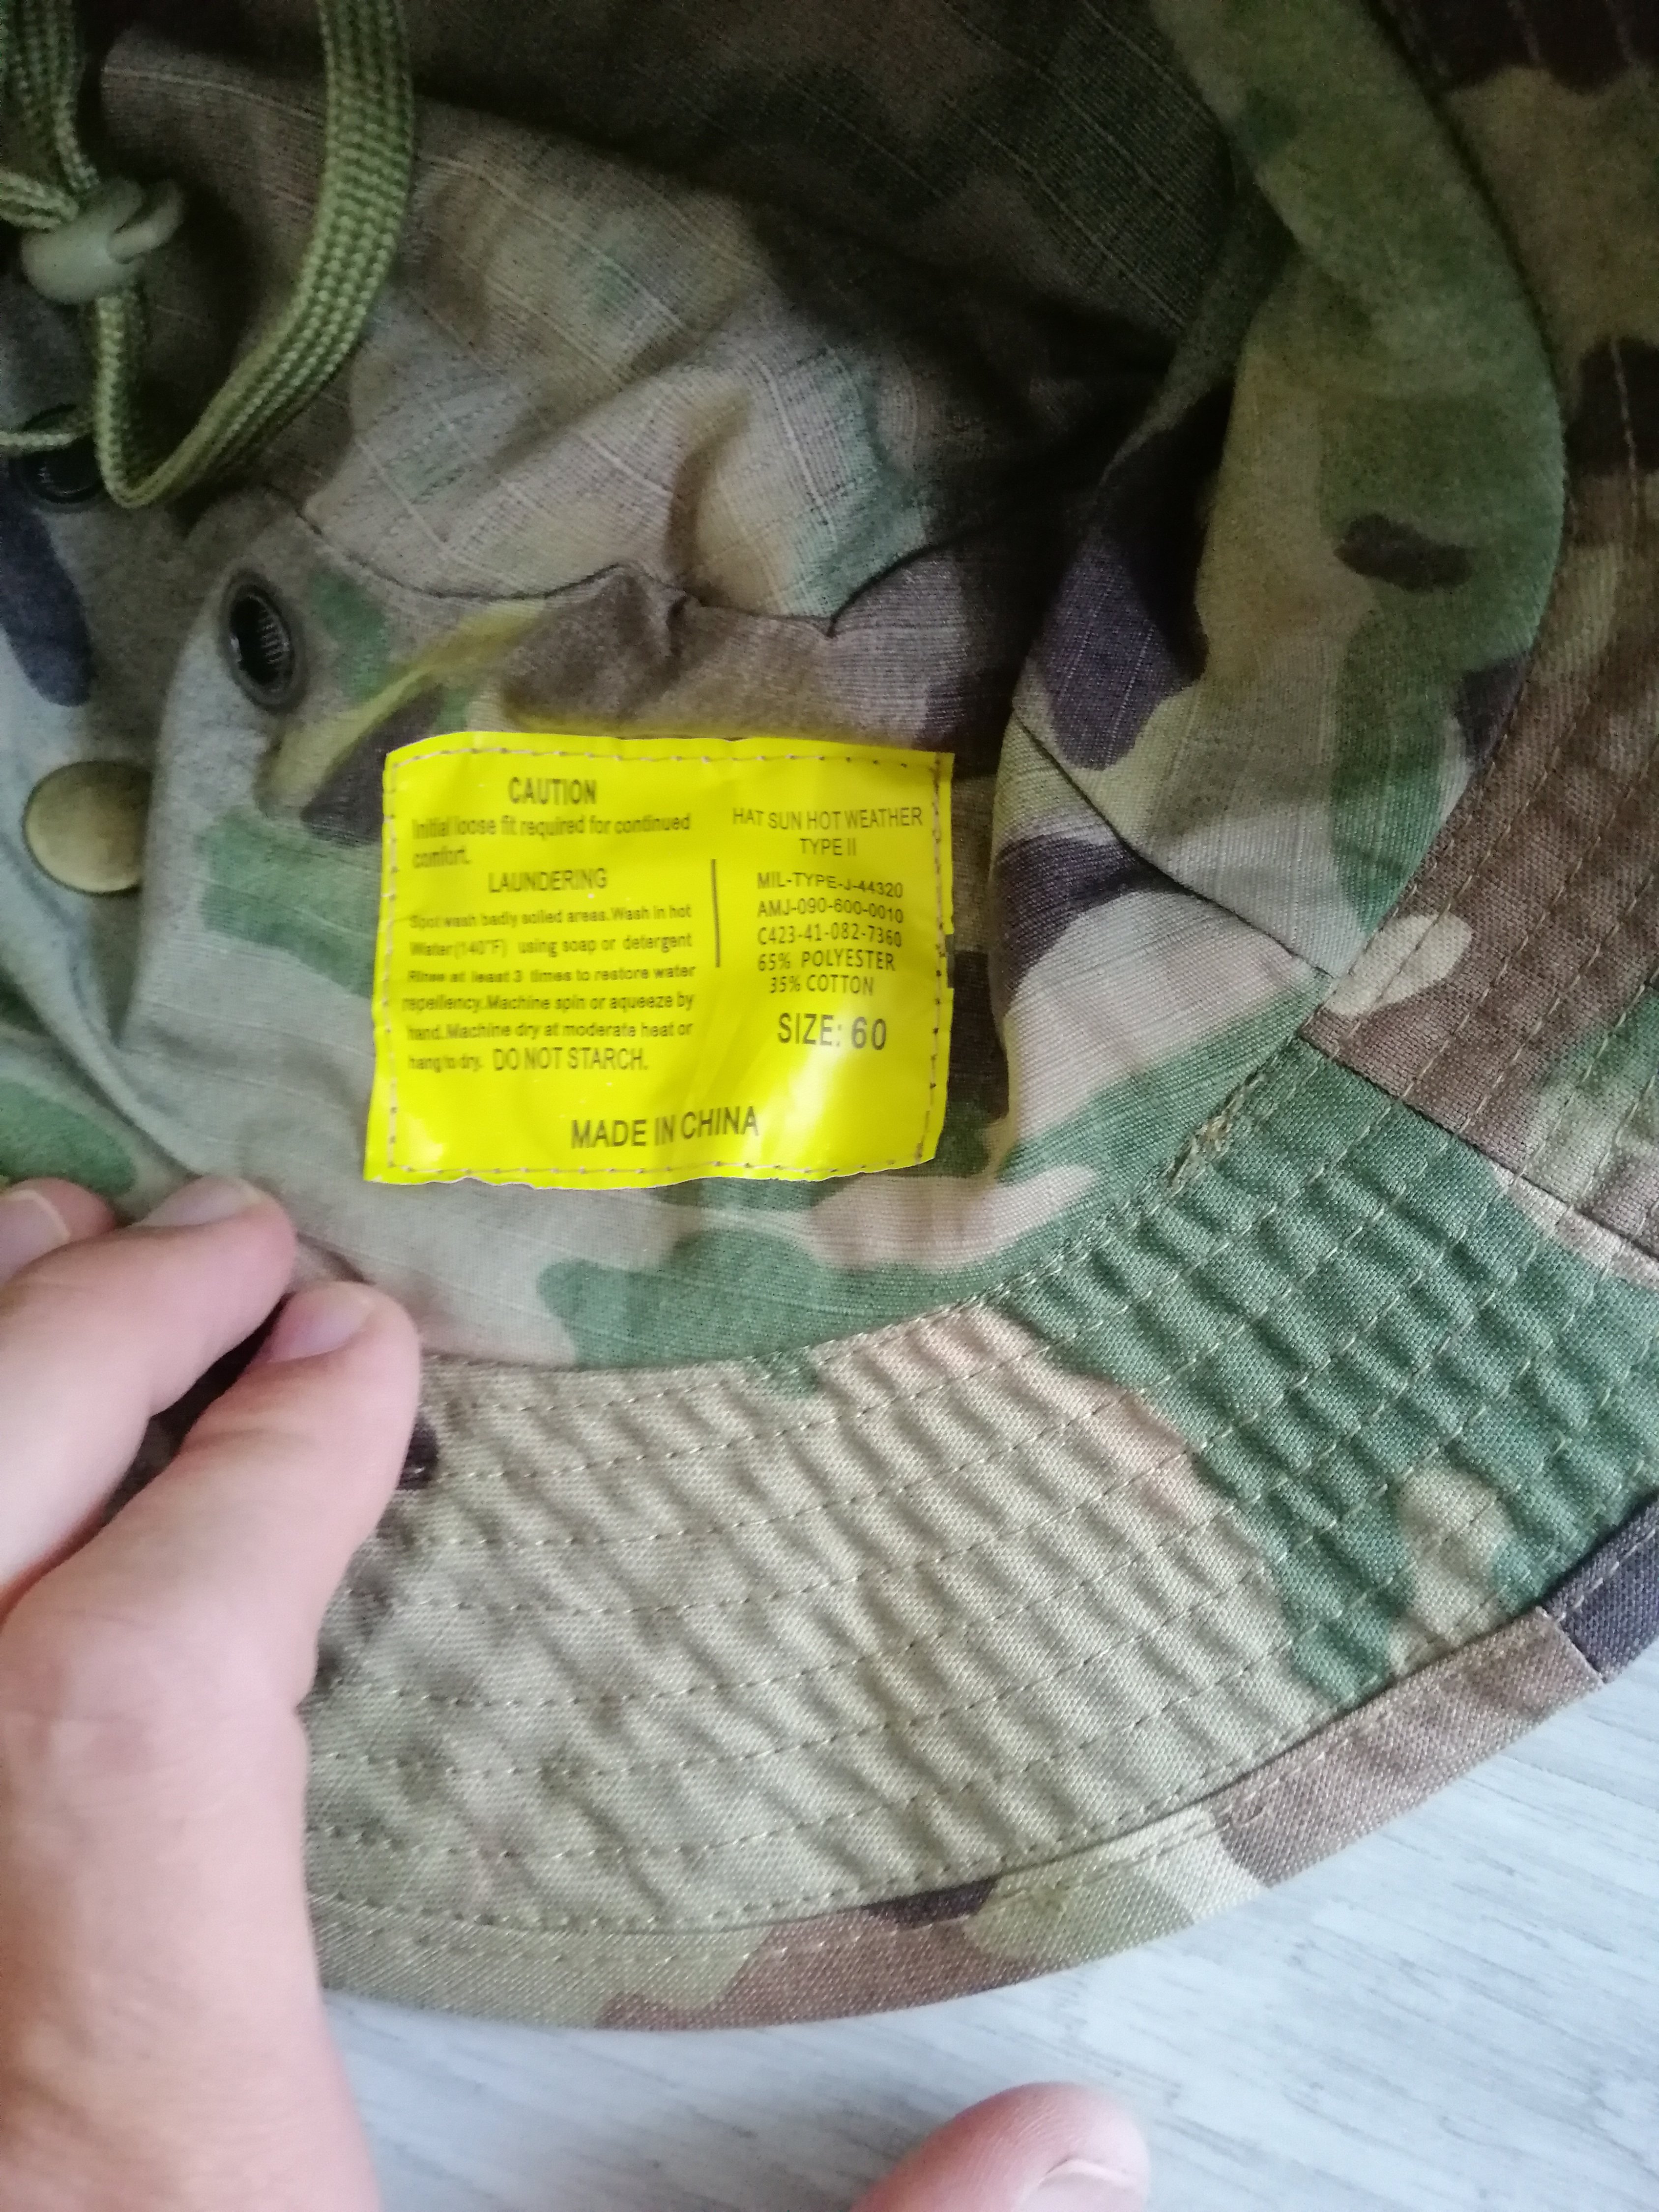 CAUTION
Initial loose fit required for continued
comfort.
LAUNDERING
Spot wash badly soiled areas.Wash in hot
Water(140°F) using soap or detergent
Rinse at least 3 times to restore water
repellency.Machine spin or aqueeze by
hand.Machine dry at moderate heat or
hang to dry. DO NOT STARCH.
HAT SUN HOT WEATHER
TYPE II
MIL-TYPE-J-44320
AMJ-090-600-0010
C423-41-082-7360
65% POLYESTER
35% COTTON
SIZE: 60
MADE IN CHINA